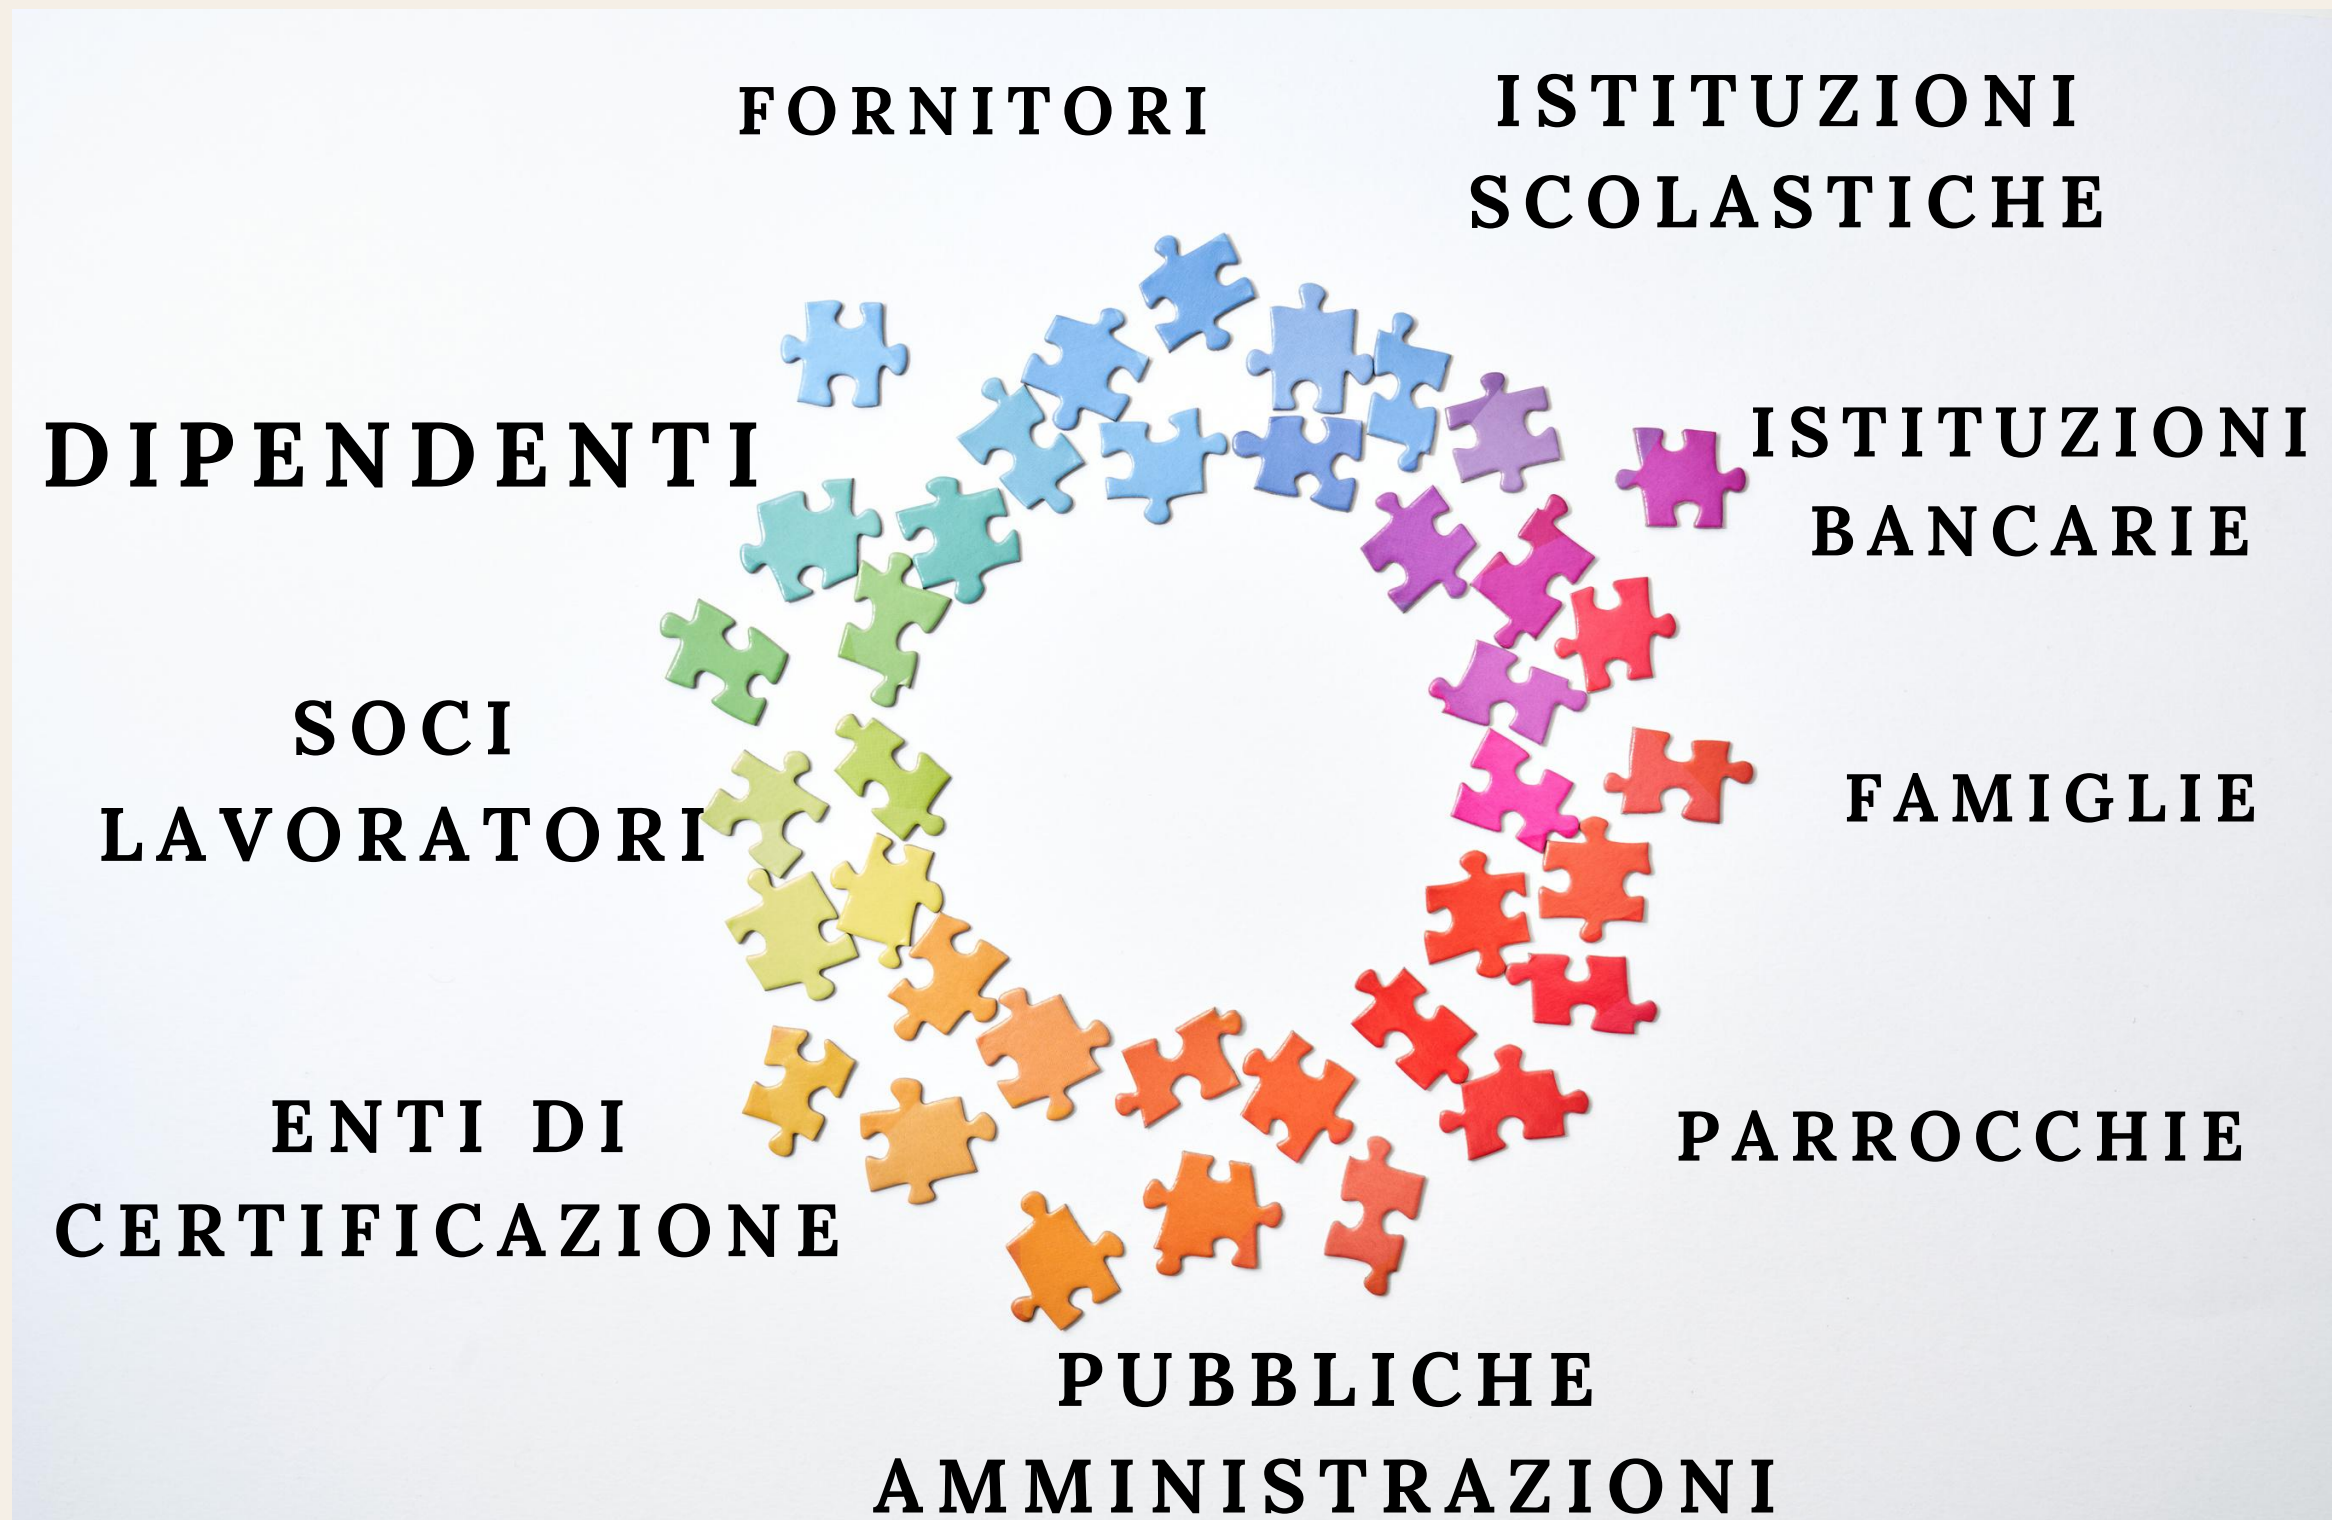 FORNITORI
ISTITUZIONI
SCOLASTICHE
DIPENDENTI
ISTITUZIONI
BANCARIE
SOCI
LAVORATORI
FAMIGLIE
ENTI DI
CERTIFICAZIONE
PARROCCHIE
PUBBLICHE
AMMINISTRAZIONI